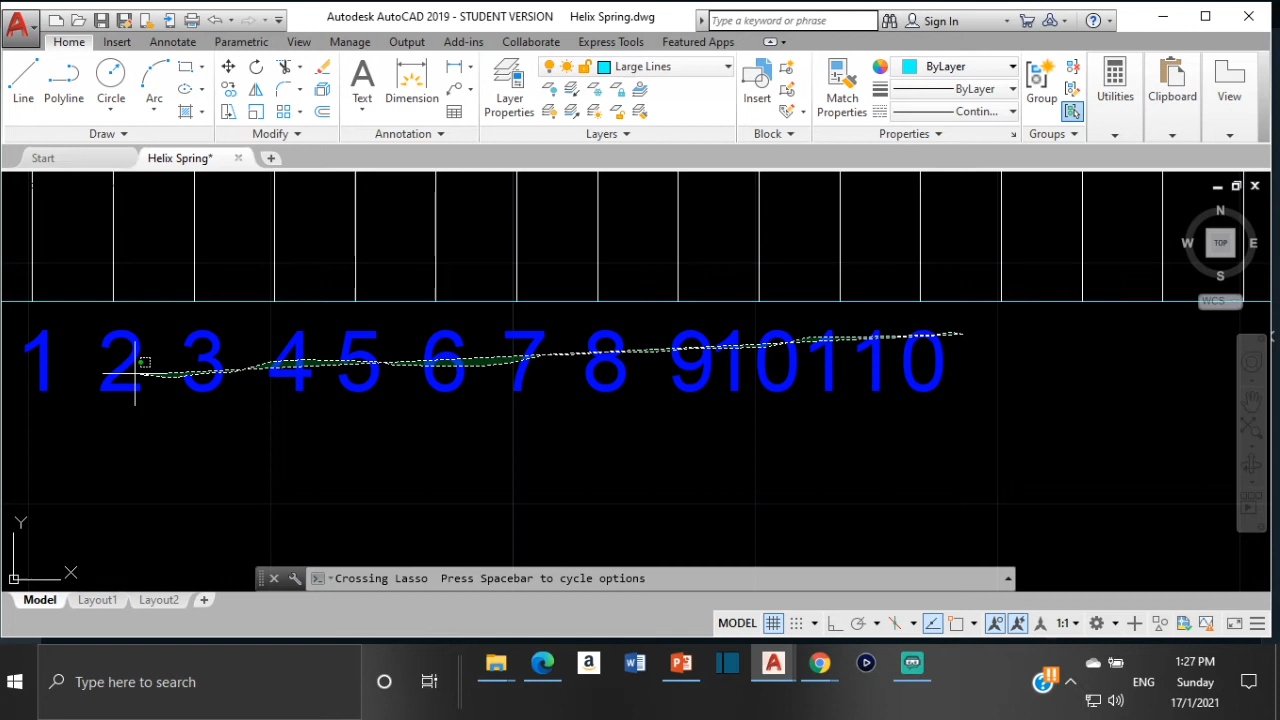 Autodesk AutoCAD 2019 - STUDENT VERSION Helix Spring.dwg
Type a keyword or phrase
Sign In
Home Insert Annotate Parametric View Manage Output Add-ins Collaborate Express Tools Featured Apps
Line Polyline Circle Arc
Text Dimension
Layer Properties
Large Lines
Insert
Match Properties
ByLayer
ByLayer
Contin...
Group
Utilities
Clipboard
View
Draw Modify Annotation Layers Block Properties Groups
Start Helix Spring*
N
W TOP E
S
WCS
1 2 3 4 5 6 7 8 910110
Y
X
Crossing Lasso Press Spacebar to cycle options
Model Layout1 Layout2
MODEL 1:1
Type here to search
ENG
1:27 PM
Sunday
17/1/2021